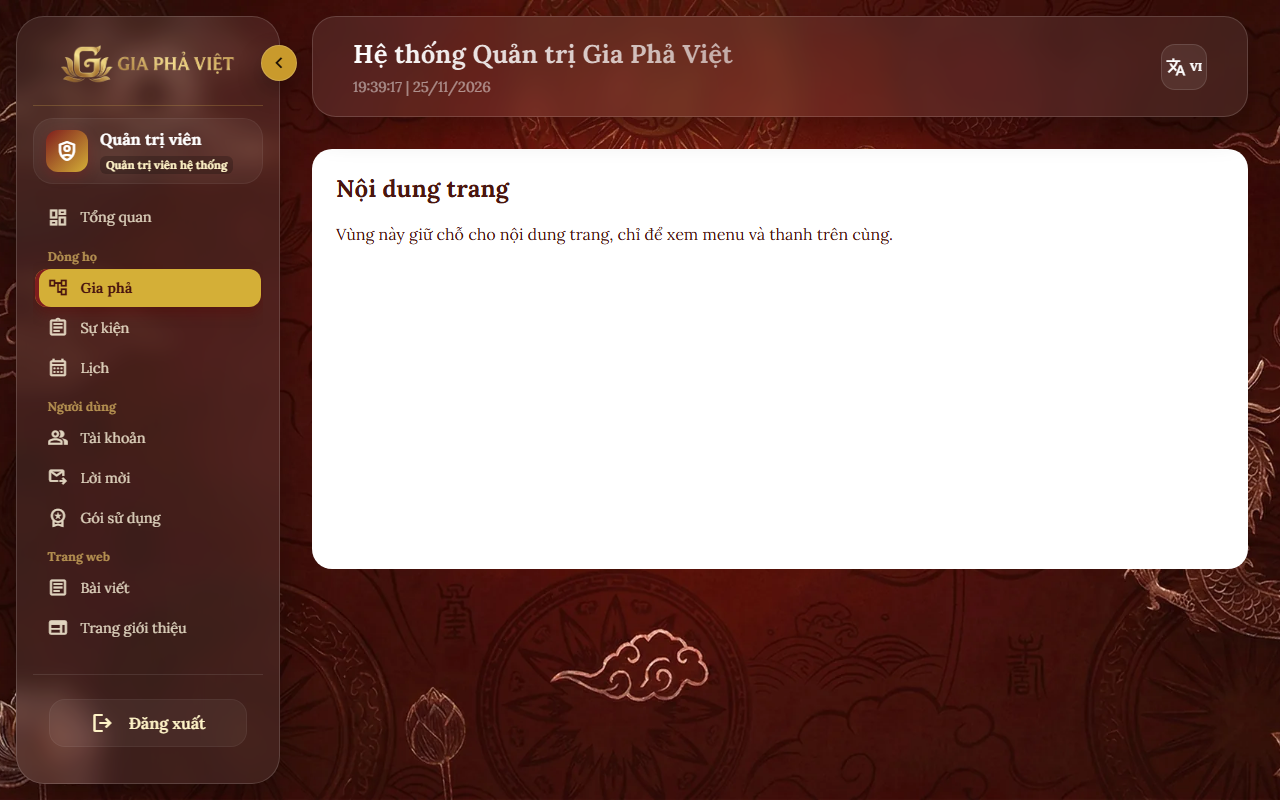 GIA PHẢ VIỆT
Quản trị viên
Quản trị viên hệ thống
Tổng quan
Dòng họ
Gia phả
Sự kiện
Lịch
Người dùng
Tài khoản
Lời mời
Gói sử dụng
Trang web
Bài viết
Trang giới thiệu
Đăng xuất
Hệ thống Quản trị Gia Phả Việt
19:39:17 | 25/11/2026
VI
Nội dung trang
Vùng này giữ chỗ cho nội dung trang, chỉ để xem menu và thanh trên cùng.